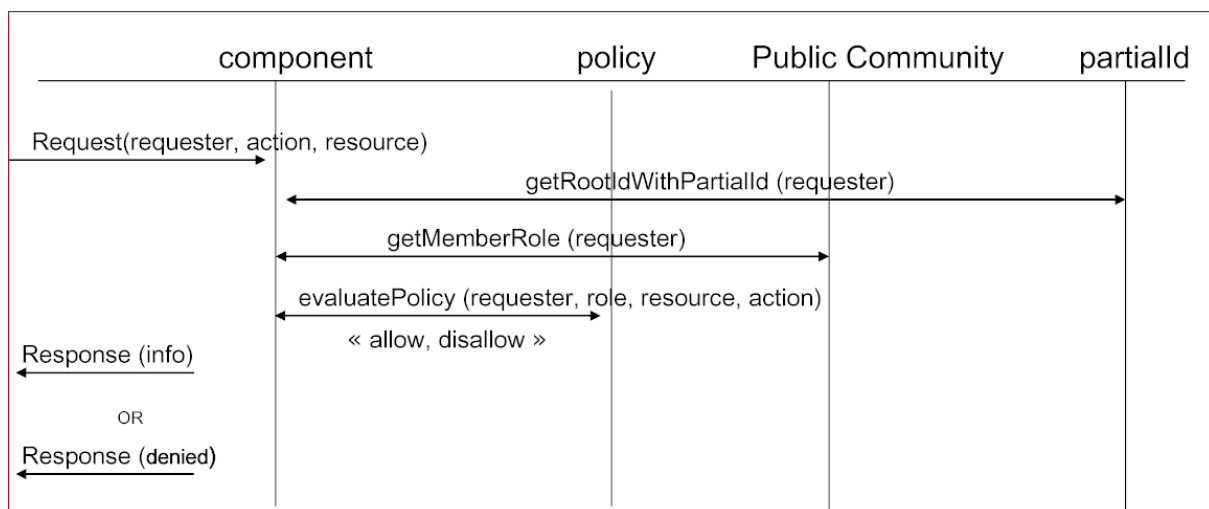 component policy Public Community partialId
Request(requester, action, resource)
getRootIdWithPartialId (requester)
getMemberRole (requester)
evaluatePolicy (requester, role, resource, action)
« allow, disallow »
Response (info)
OR
Response (denied)